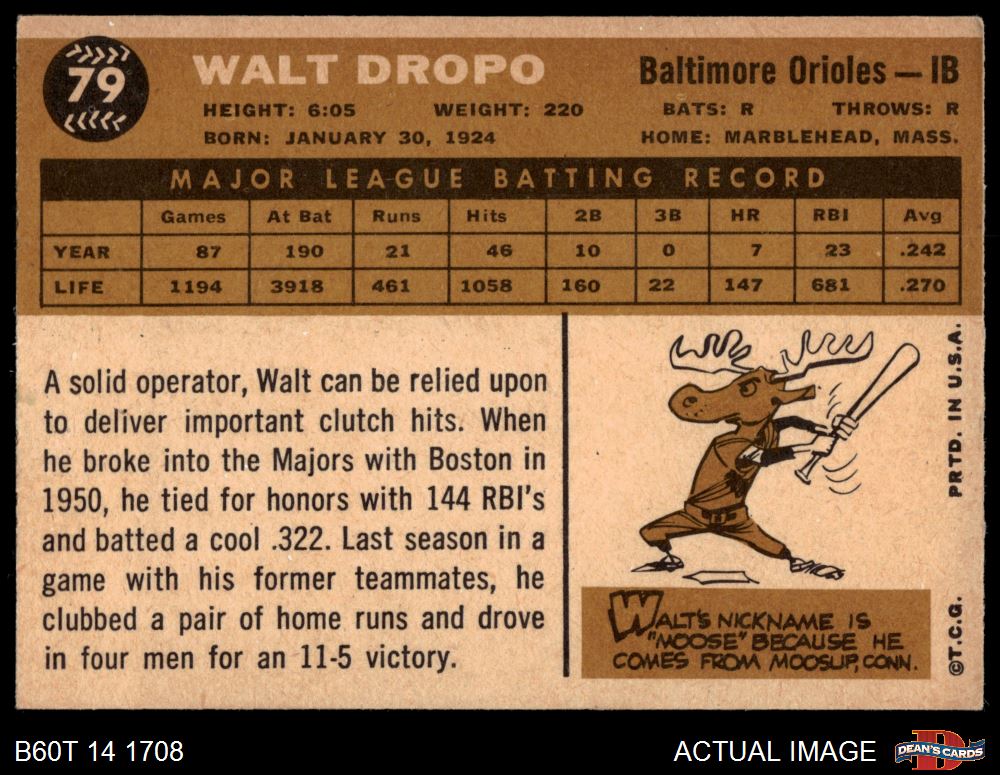 79
WALT DROPO
Baltimore Orioles — 1B
HEIGHT: 6:05 WEIGHT: 220 BATS: R THROWS: R
BORN: JANUARY 30, 1924 HOME: MARBLEHEAD, MASS.
MAJOR LEAGUE BATTING RECORD
Games At Bat Runs Hits 2B 3B HR RBI Avg
YEAR 87 190 21 46 10 0 7 23 .242
LIFE 1194 3918 461 1058 160 22 147 681 .270
A solid operator, Walt can be relied upon
to deliver important clutch hits. When
he broke into the Majors with Boston in
1950, he tied for honors with 144 RBI's
and batted a cool .322. Last season in a
game with his former teammates, he
clubbed a pair of home runs and drove
in four men for an 11-5 victory.
WALT'S NICKNAME IS
"MOOSE" BECAUSE HE
COMES FROM MOOSUP, CONN.
©T.C.G. PRTD. IN U.S.A.
B60T 14 1708
ACTUAL IMAGE
D
DEAN'S CARDS